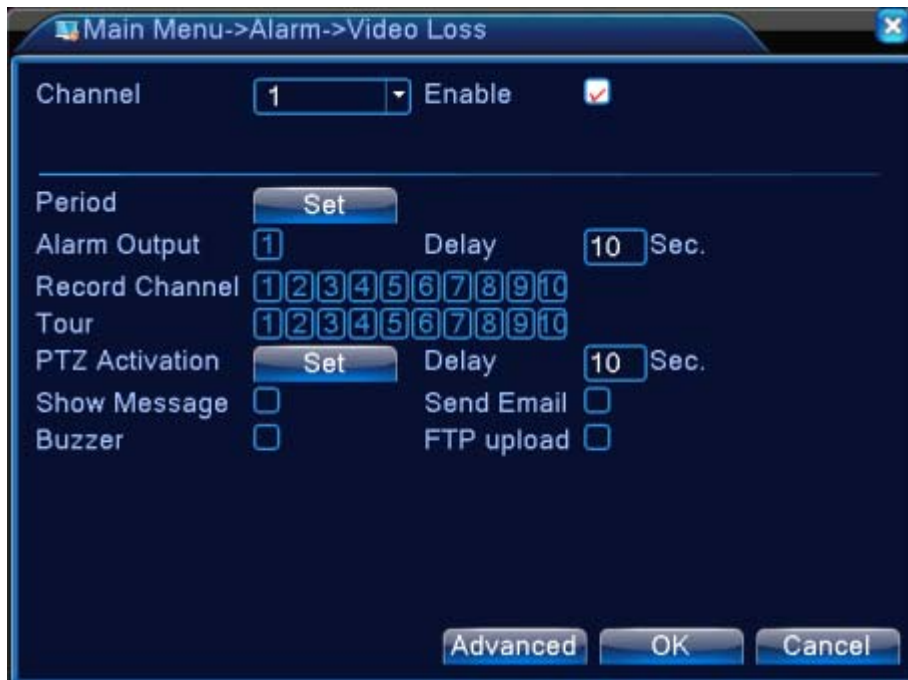 Main Menu->Alarm->Video Loss
Channel 1 Enable
Period Set
Alarm Output 1 Delay 10 Sec.
Record Channel 1 2 3 4 5 6 7 8 9 10
Tour 1 2 3 4 5 6 7 8 9 10
PTZ Activation Set Delay 10 Sec.
Show Message Send Email
Buzzer FTP upload
Advanced OK Cancel